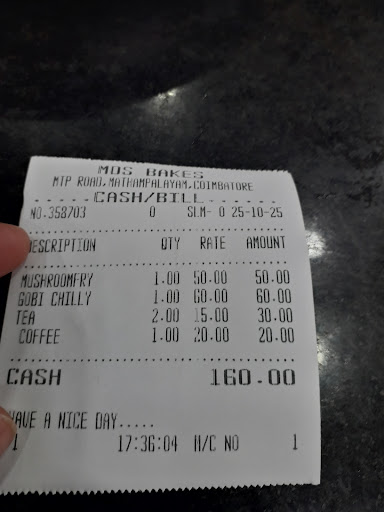 MDS BAKES
MTP ROAD,MATHAMPALAYAM,COIMBATORE
CASH/BILL
NO.358703 0 SLM- 0 25-10-25
DESCRIPTION QTY RATE AMOUNT
MUSHROOMFRY 1.00 50.00 50.00
GOBI CHILLY 1.00 60.00 60.00
TEA 2.00 15.00 30.00
COFFEE 1.00 20.00 20.00
CASH 160.00
HAVE A NICE DAY.....
1 17:36:04 M/C NO 1